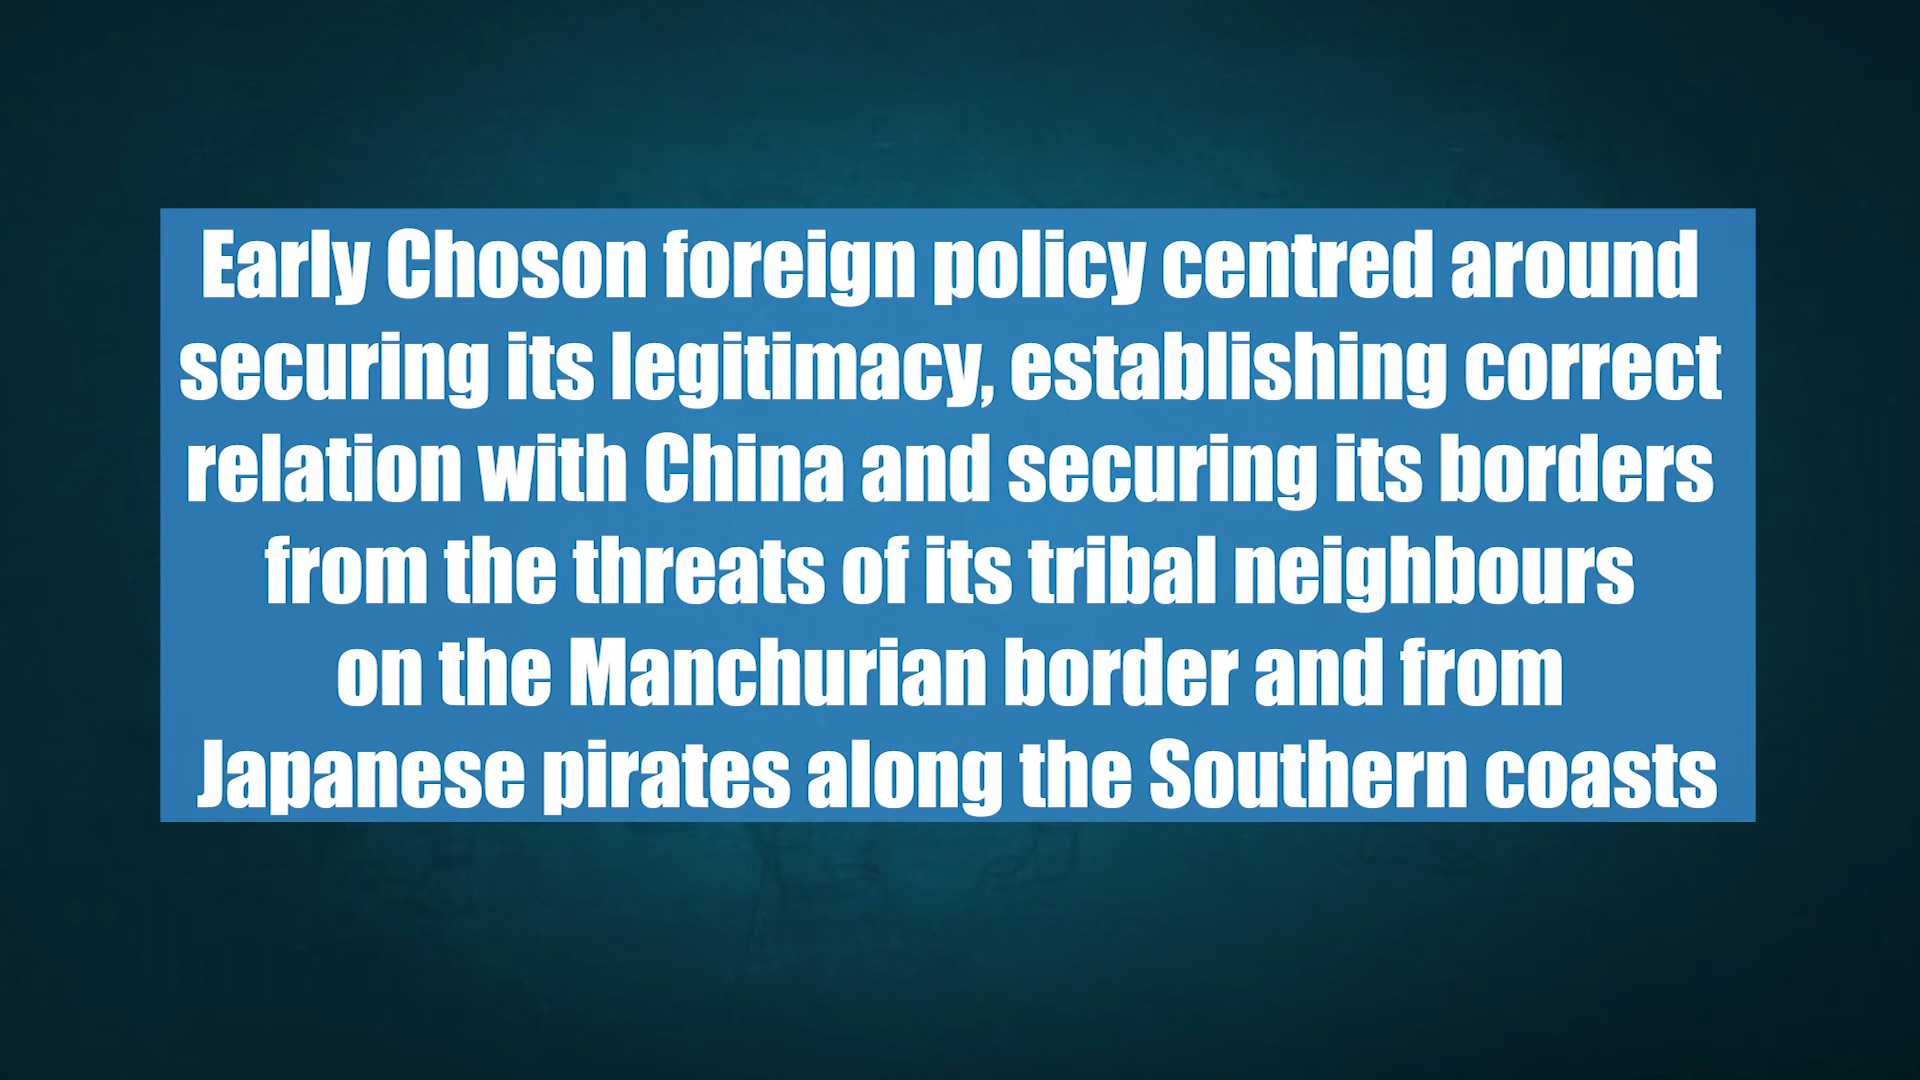 Early Choson foreign policy centred around
securing its legitimacy, establishing correct
relation with China and securing its borders
from the threats of its tribal neighbours
on the Manchurian border and from
Japanese pirates along the Southern coasts